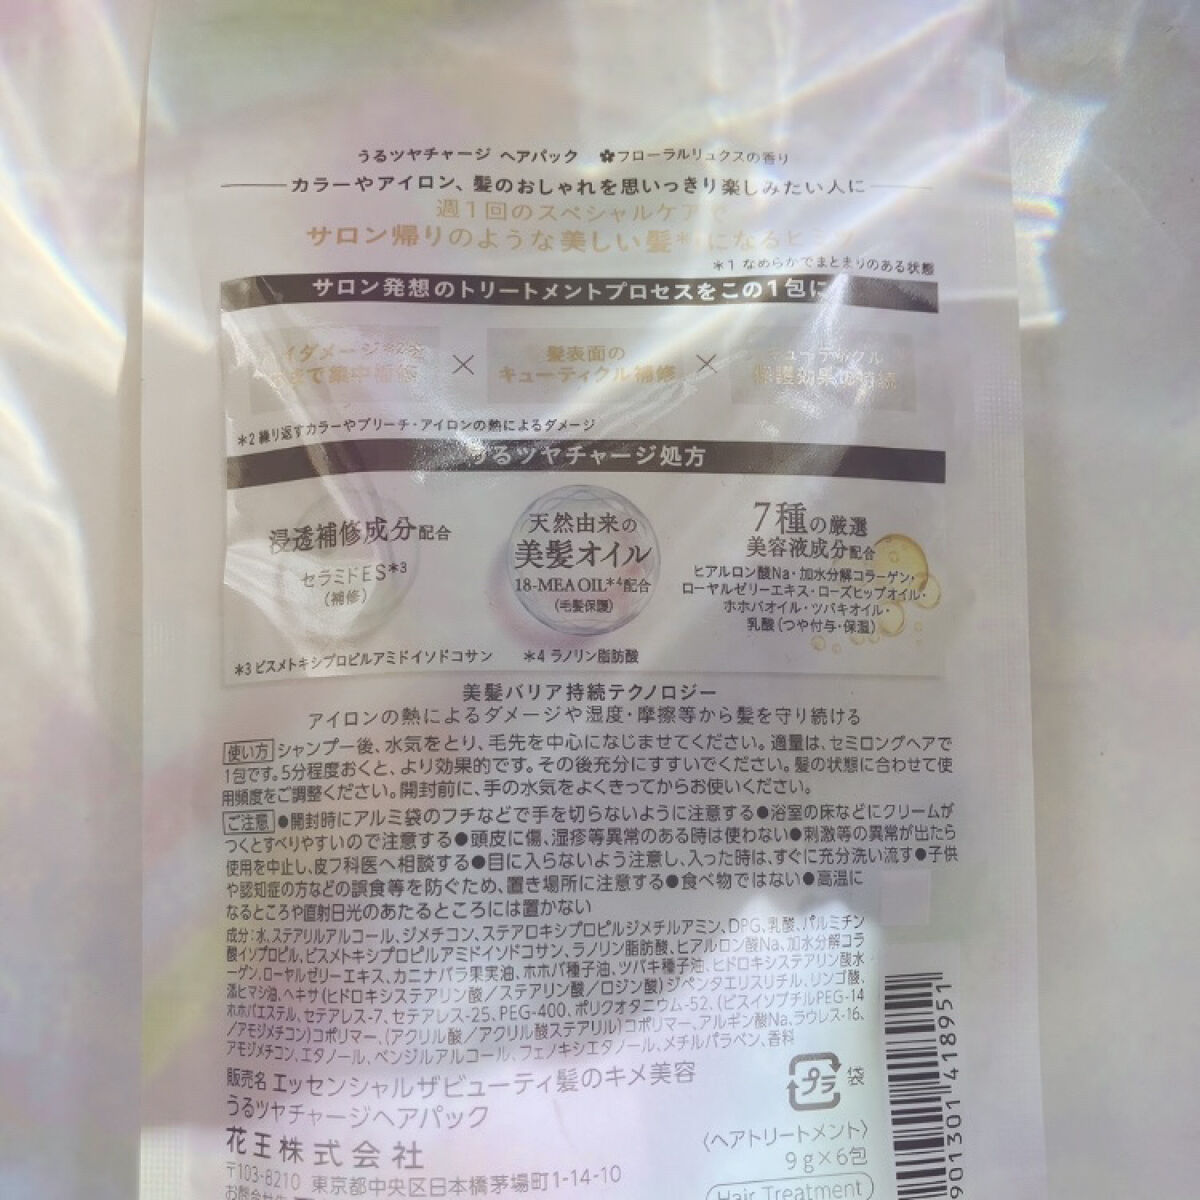 うるツヤチャージ ヘアパック ✿フローラルリュクスの香り
カラーやアイロン、髪のおしゃれを思いっきり楽しみたい人に
週1回のスペシャルケアで
サロン帰りのような美しい髪*1になるヒミツ
*1 なめらかでまとまりのある状態
サロン発想のトリートメントプロセスをこの1包に
髪表面の
まで集中補修 × キューティクル補修 ×
*2 繰り返すカラーやブリーチ・アイロンの熱によるダメージ
うるツヤチャージ処方
浸透補修成分配合
セラミドES*3
(補修)
天然由来の
美髪オイル
18-MEA OIL*4配合
(毛髪保護)
7種の厳選
美容液成分配合
ヒアルロン酸Na・加水分解コラーゲン・
ローヤルゼリーエキス・ローズヒップオイル・
ホホバオイル・ツバキオイル・
乳酸(つや付与・保湿)
*3 ビスメトキシプロピルアミドイソドコサン *4 ラノリン脂肪酸
美髪バリア持続テクノロジー
アイロンの熱によるダメージや湿度・摩擦等から髪を守り続ける
使い方 シャンプー後、水気をとり、毛先を中心になじませてください。適量は、セミロングヘアで
1包です。5分程度おくと、より効果的です。その後充分にすすいでください。髪の状態に合わせて使
用頻度をご調整ください。開封前に、手の水気をよくきってからお使いください。
ご注意 ●開封時にアルミ袋のフチなどで手を切らないように注意する●浴室の床などにクリームが
つくとすべりやすいので注意する●頭皮に傷、湿疹等異常のある時は使わない●刺激等の異常が出たら
使用を中止し、皮フ科医へ相談する●目に入らないよう注意し、入った時は、すぐに充分洗い流す●子供
や認知症の方などの誤食等を防ぐため、置き場所に注意する●食べ物ではない●高温に
なるところや直射日光のあたるところには置かない
成分:水、ステアリルアルコール、ジメチコン、ステアロキシプロピルジメチルアミン、DPG、乳酸、パルミチン
酸イソプロピル、ビスメトキシプロピルアミドイソドコサン、ラノリン脂肪酸、ヒアルロン酸Na、加水分解コラ
ーゲン、ローヤルゼリーエキス、カニナバラ果実油、ホホバ種子油、ツバキ種子油、ヒドロキシステアリン酸水
添ヒマシ油、ヘキサ(ヒドロキシステアリン酸/ステアリン酸/ロジン酸)ジペンタエリスリチル、リンゴ酸、
ホホバエステル、セテアレス-7、セテアレス-25、PEG-400、ポリクオタニウム-52、(ビスイソブチルPEG-14
/アモジメチコン)コポリマー、(アクリル酸/アクリル酸ステアリル)コポリマー、アルギン酸Na、ラウレス-16、
アモジメチコン、エタノール、ベンジルアルコール、フェノキシエタノール、メチルパラベン、香料
販売名 エッセンシャルザビューティ髪のキメ美容
うるツヤチャージヘアパック
花王株式会社
〒103-8210 東京都中央区日本橋茅場町1-14-10
プラ 袋
〈ヘアトリートメント〉
9g×6包
Hair Treatment
901301 418951